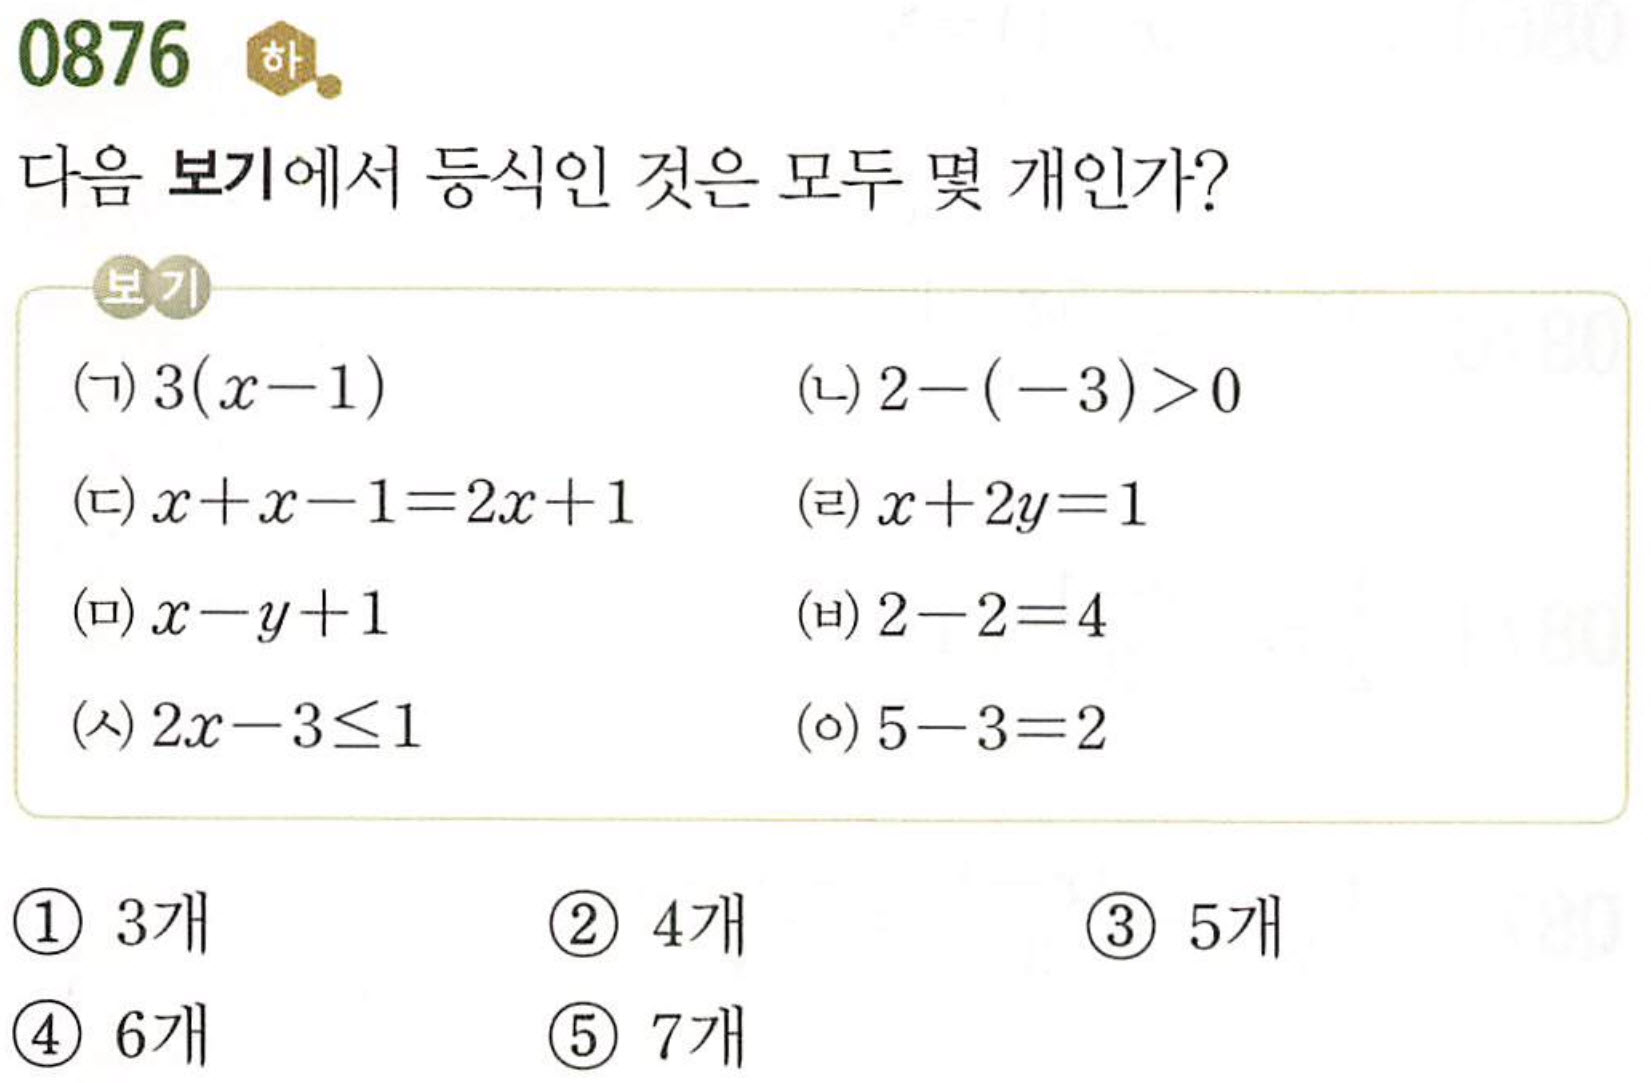 0876 하
다음 보기에서 등식인 것은 모두 몇 개인가?
보기
(ㄱ) 3(x-1) (ㄴ) 2-(-3)>0
(ㄷ) x+x-1=2x+1 (ㄹ) x+2y=1
(ㅁ) x-y+1 (ㅂ) 2-2=4
(ㅅ) 2x-3≤1 (ㅇ) 5-3=2
① 3개 ② 4개 ③ 5개
④ 6개 ⑤ 7개